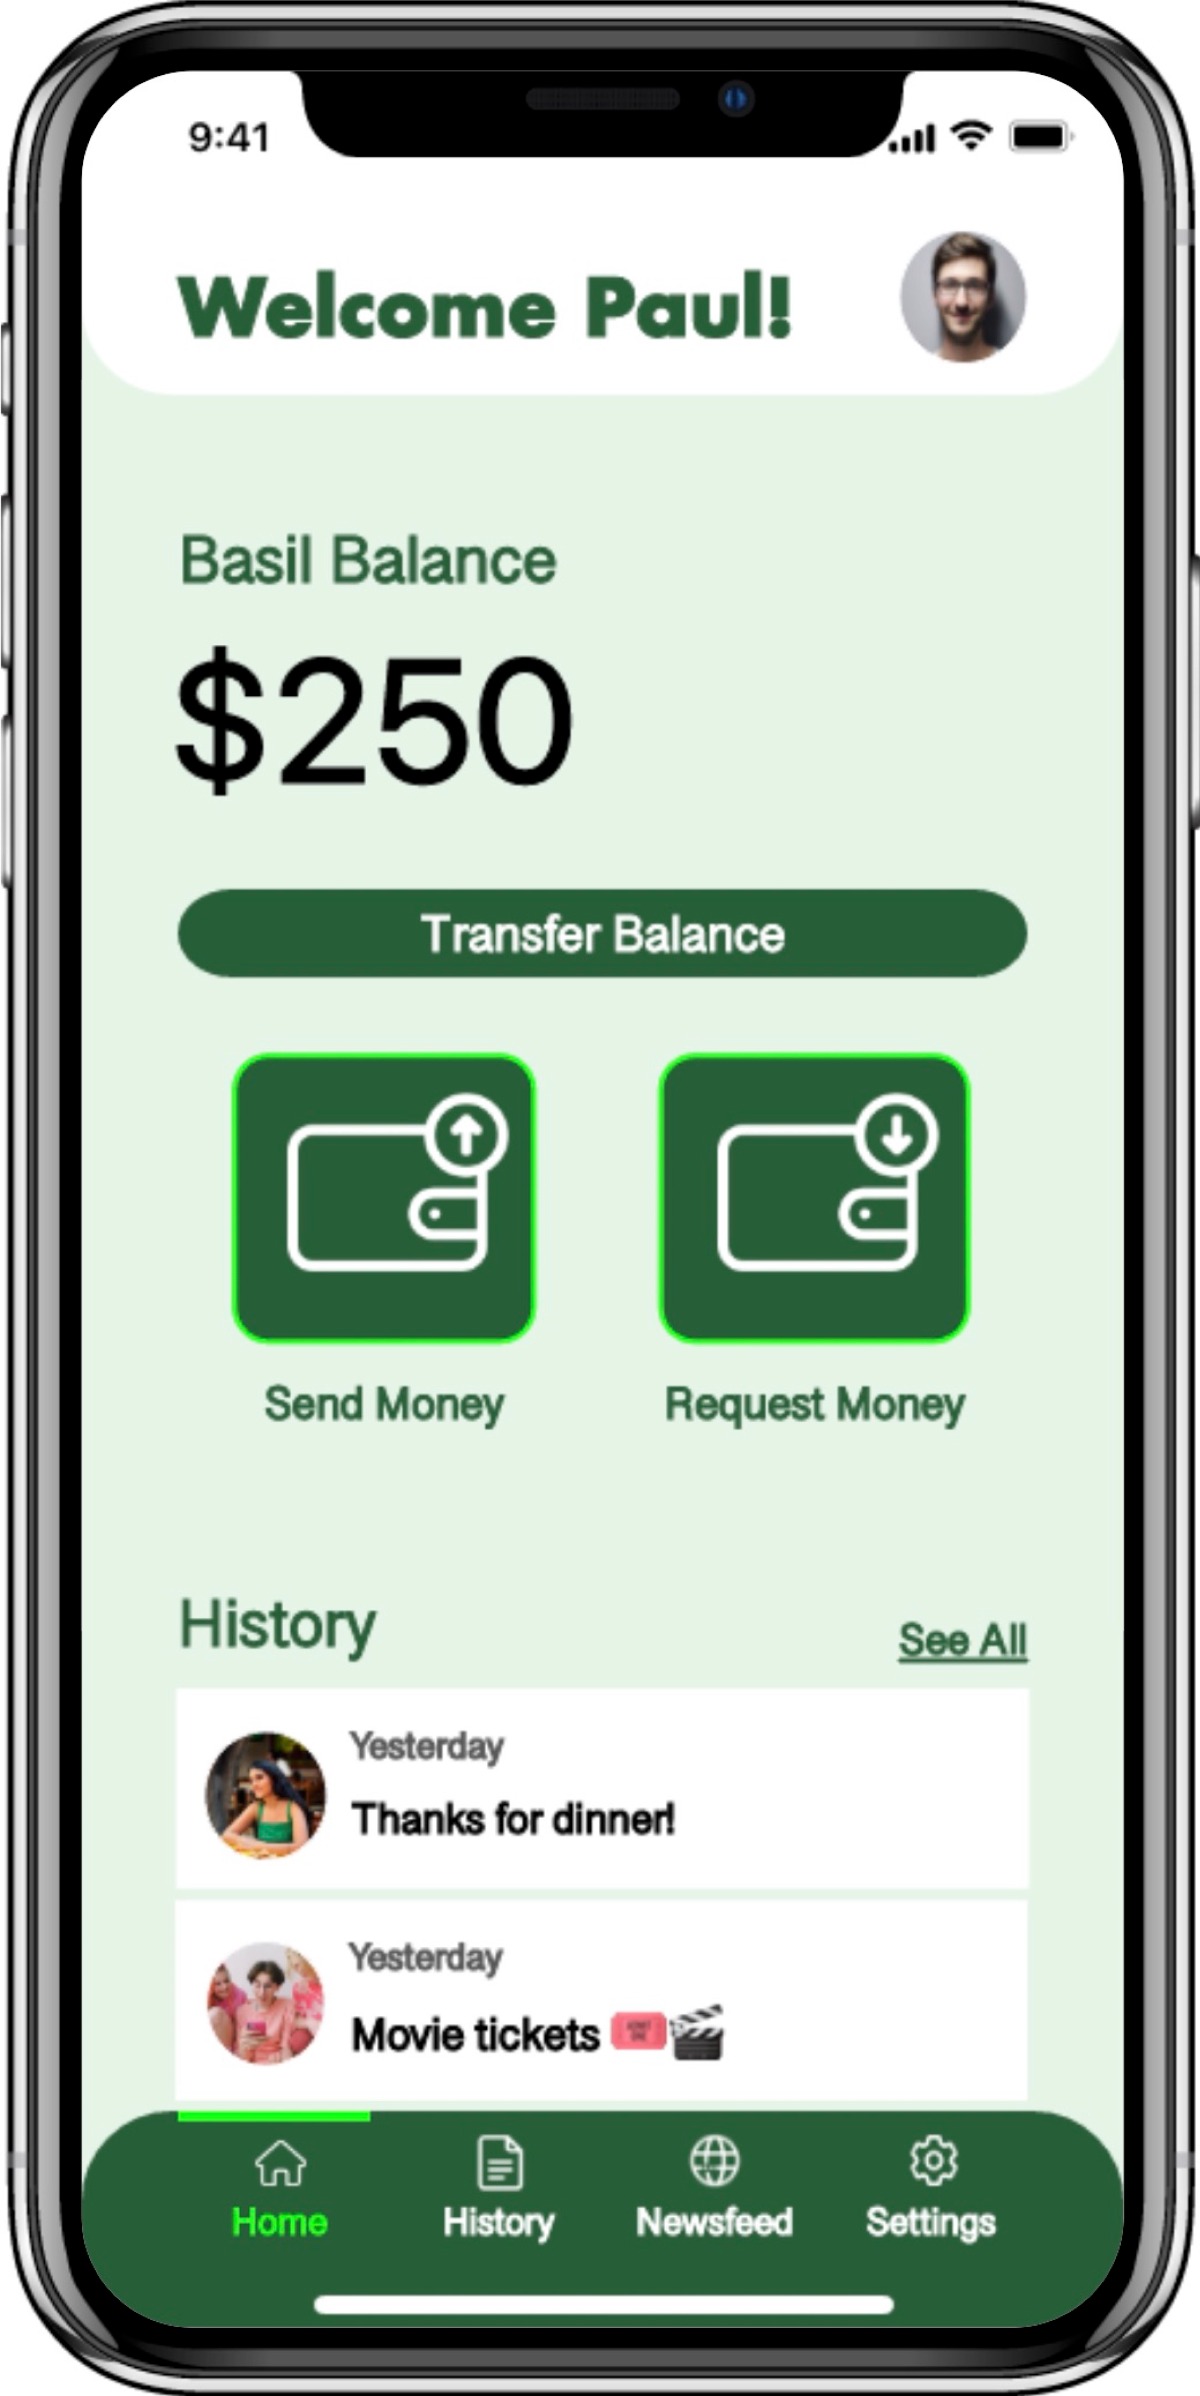 9:41
Welcome Paul!
Basil Balance
$250
Transfer Balance
Send Money
Request Money
History
See All
Yesterday
Thanks for dinner!
Yesterday
Movie tickets 🎟️🎬
Home
History
Newsfeed
Settings